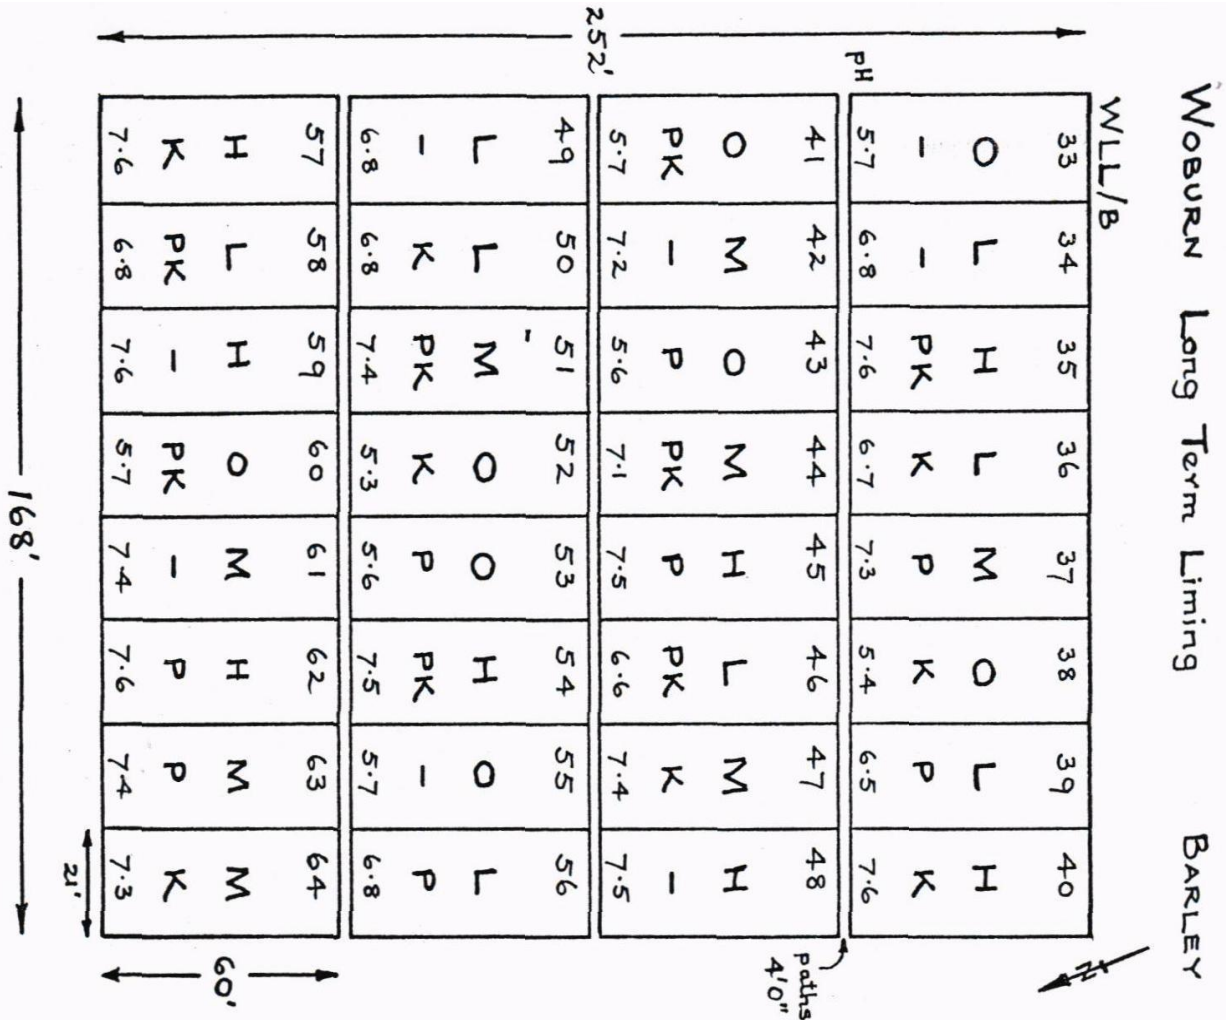 WOBURN Long Term Liming BARLEY
WLL/B
N
33 34 35 36 37 38 39 40
O L H L M O L H
- - PK K P K P K
pH 5.7 6.8 7.6 6.7 7.3 5.4 6.5 7.6
paths
4'0"
41 42 43 44 45 46 47 48
O M O M H L M H
PK - P PK P PK K -
5.7 7.2 5.6 7.1 7.5 6.6 7.4 7.5
252'
49 50 51 52 53 54 55 56
L L M O O H O L
- K PK K P PK - P
6.8 6.8 7.4 5.3 5.6 7.5 5.7 6.8
57 58 59 60 61 62 63 64
H L H O M H M M
K PK - PK - P P K
7.6 6.8 7.6 5.7 7.4 7.6 7.4 7.3
60'
21'
168'